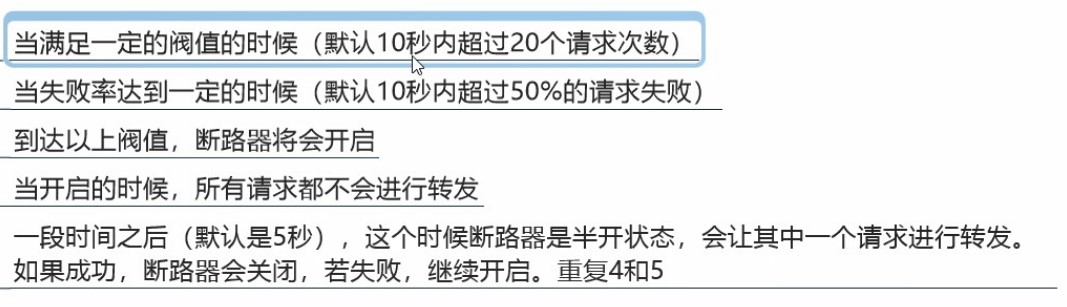 当满足一定的阀值的时候（默认10秒内超过20个请求次数）
当失败率达到一定的时候（默认10秒内超过50%的请求失败）
到达以上阀值，断路器将会开启
当开启的时候，所有请求都不会进行转发
一段时间之后（默认是5秒），这个时候断路器是半开状态，会让其中一个请求进行转发。
如果成功，断路器会关闭，若失败，继续开启。重复4和5